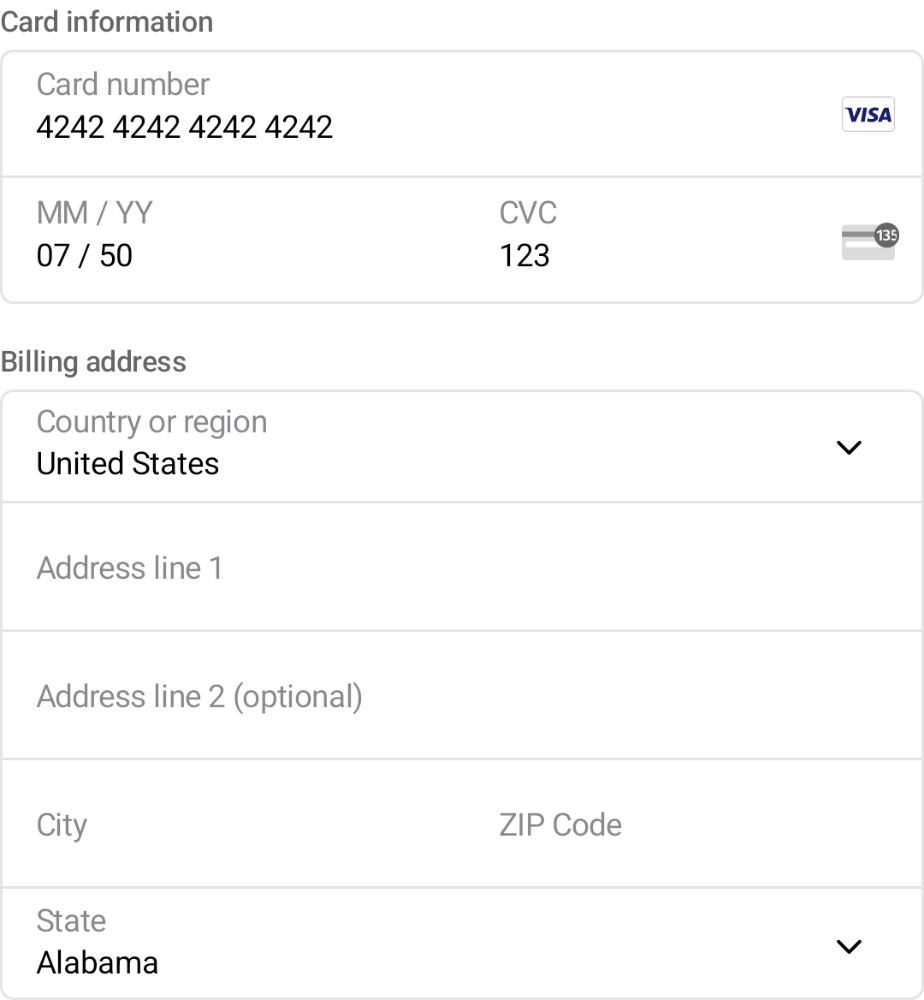 Card information
Card number
4242 4242 4242 4242
VISA
MM / YY
07 / 50
CVC
123
135
Billing address
Country or region
United States
Address line 1
Address line 2 (optional)
City
ZIP Code
State
Alabama